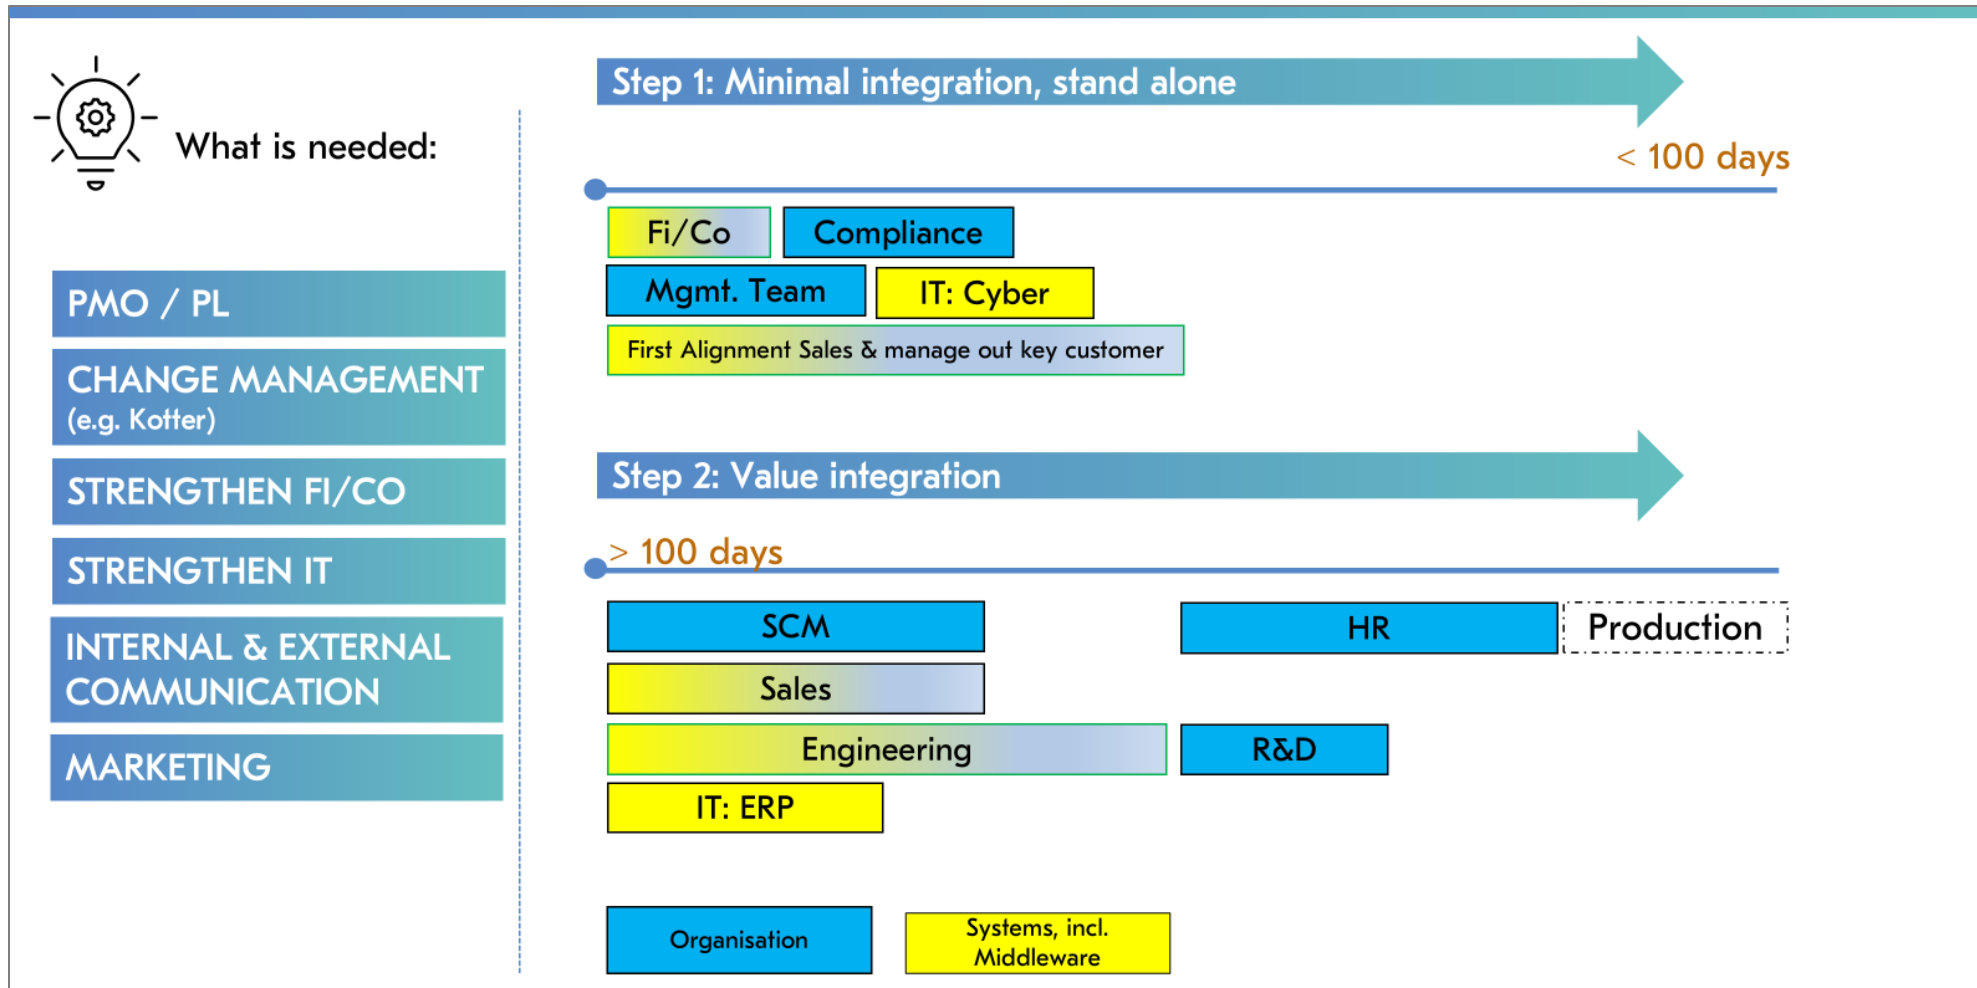 What is needed:
PMO / PL
CHANGE MANAGEMENT
(e.g. Kotter)
STRENGTHEN FI/CO
STRENGTHEN IT
INTERNAL & EXTERNAL
COMMUNICATION
MARKETING
Step 1: Minimal integration, stand alone
< 100 days
Fi/Co
Compliance
Mgmt. Team
IT: Cyber
First Alignment Sales & manage out key customer
Step 2: Value integration
> 100 days
SCM
HR
Production
Sales
Engineering
R&D
IT: ERP
Organisation
Systems, incl.
Middleware